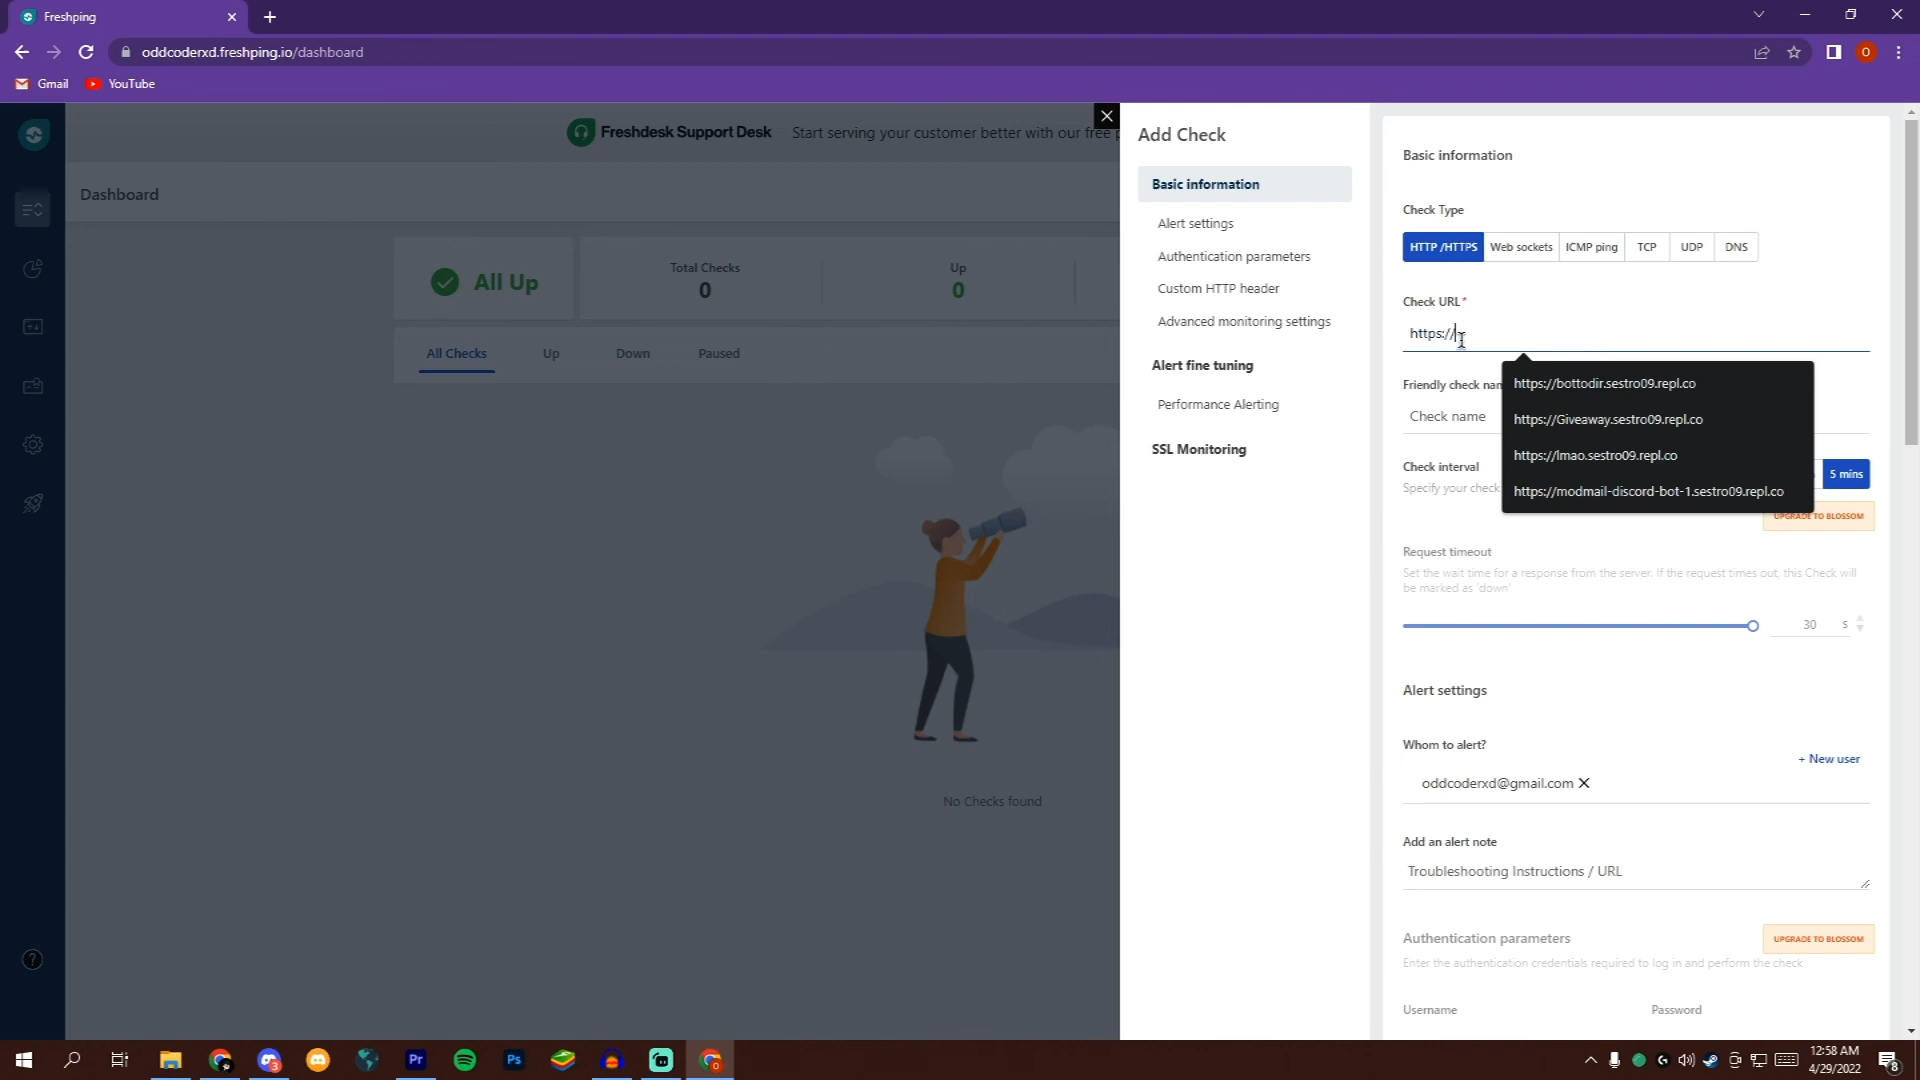 Freshping
oddcoderxd.freshping.io/dashboard
O
Gmail
YouTube
Freshdesk Support Desk
Start serving your customer better with our free
Dashboard
All Up
Total Checks
0
Up
0
All Checks
Up
Down
Paused
No Checks found
Add Check
Basic information
Alert settings
Authentication parameters
Custom HTTP header
Advanced monitoring settings
Alert fine tuning
Performance Alerting
SSL Monitoring
Basic information
Check Type
HTTP /HTTPS
Web sockets
ICMP ping
TCP
UDP
DNS
Check URL*
https://
https://bottodir.sestro09.repl.co
https://Giveaway.sestro09.repl.co
https://lmao.sestro09.repl.co
https://modmail-discord-bot-1.sestro09.repl.co
Friendly check
Check name
Check interval
Specify your check
5 mins
UPGRADE TO BLOSSOM
Request timeout
Set the wait time for a response from the server. If the request times out, this Check will
be marked as 'down'
30 s
Alert settings
Whom to alert?
+ New user
oddcoderxd@gmail.com
Add an alert note
Troubleshooting Instructions / URL
Authentication parameters
UPGRADE TO BLOSSOM
Enter the authentication credentials required to log in and perform the check
Username
Password
?
3
Pr
Ps
0
12:58 AM
4/29/2022
8